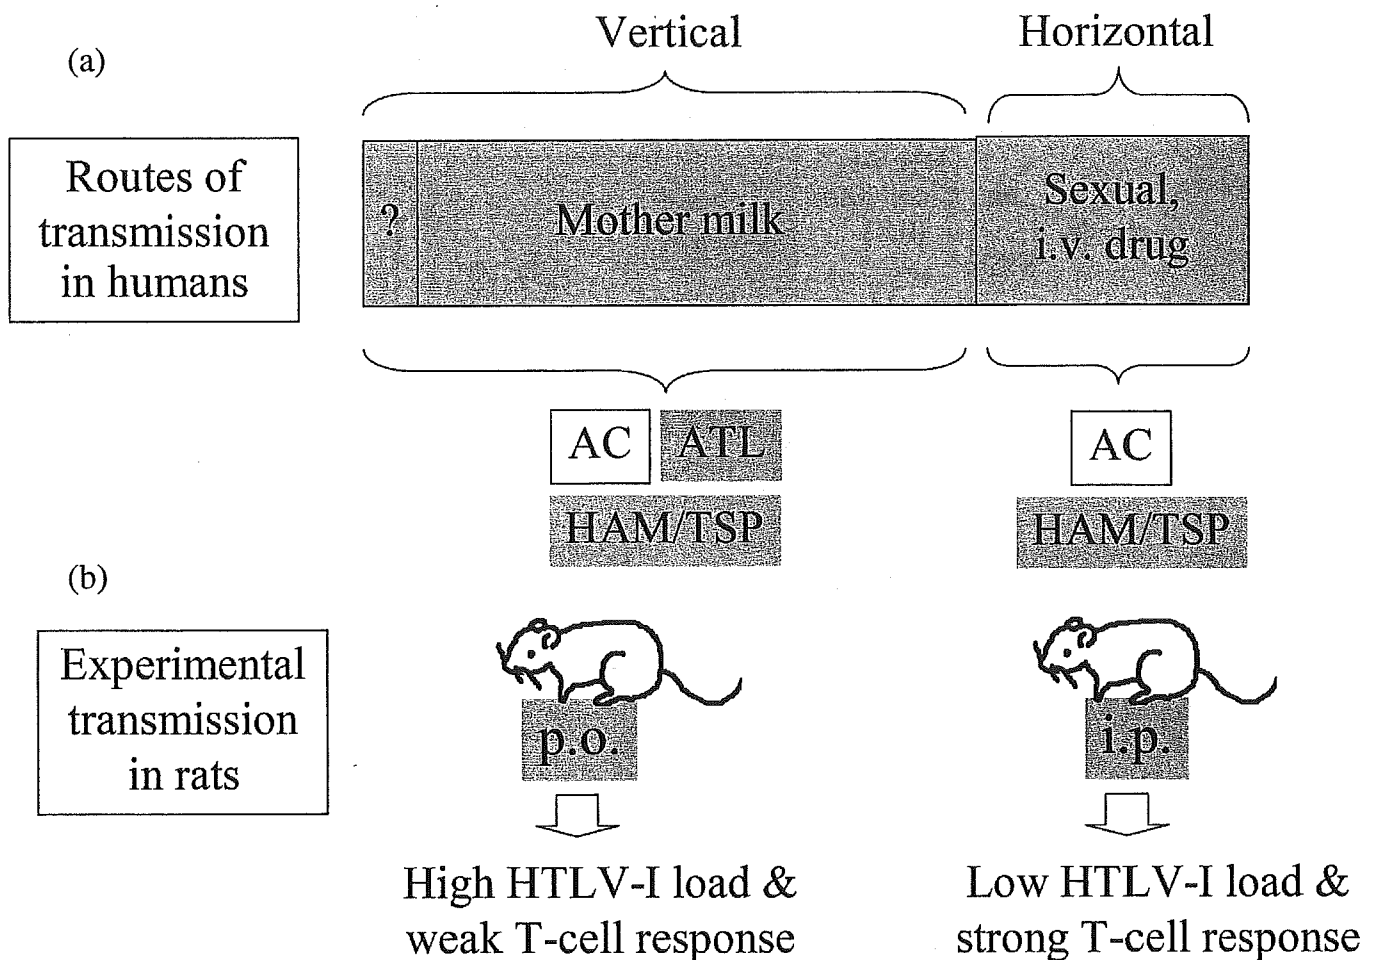 (a)
Vertical
Horizontal
Routes of
transmission
in humans
?
Mother milk
Sexual,
i.v. drug
AC
ATL
HAM/TSP
AC
HAM/TSP
(b)
Experimental
transmission
in rats
p.o.
i.p.
High HTLV-I load &
weak T-cell response
Low HTLV-I load &
strong T-cell response